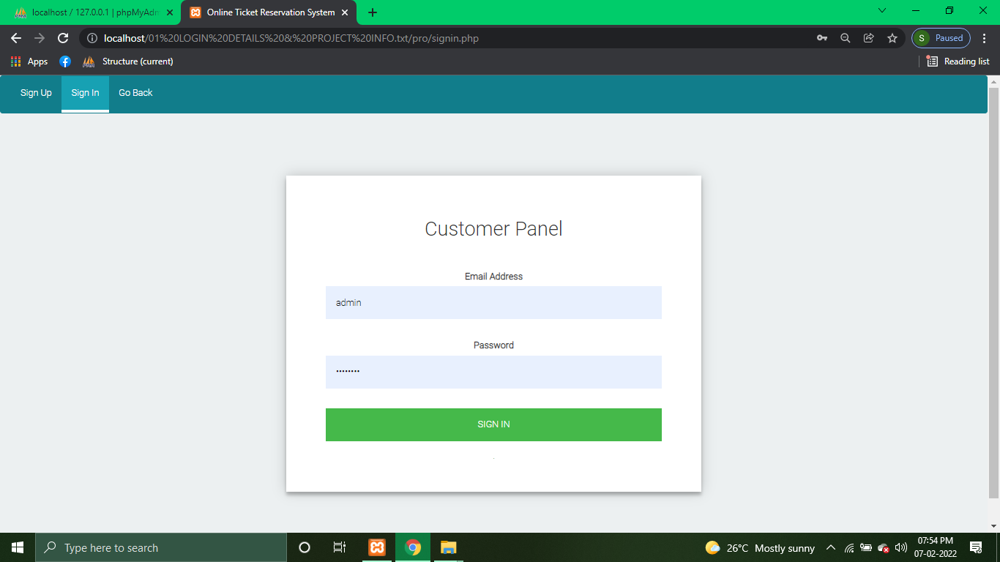 localhost / 127.0.0.1 | phpMyAdm
Online Ticket Reservation System
localhost/01%20LOGIN%20DETAILS%20&%20PROJECT%20INFO.txt/pro/signin.php
S Paused
Apps
Structure (current)
Reading list
Sign Up Sign In Go Back
Customer Panel
Email Address
admin
Password
••••••••
SIGN IN
Type here to search
26°C Mostly sunny
07:54 PM
07-02-2022